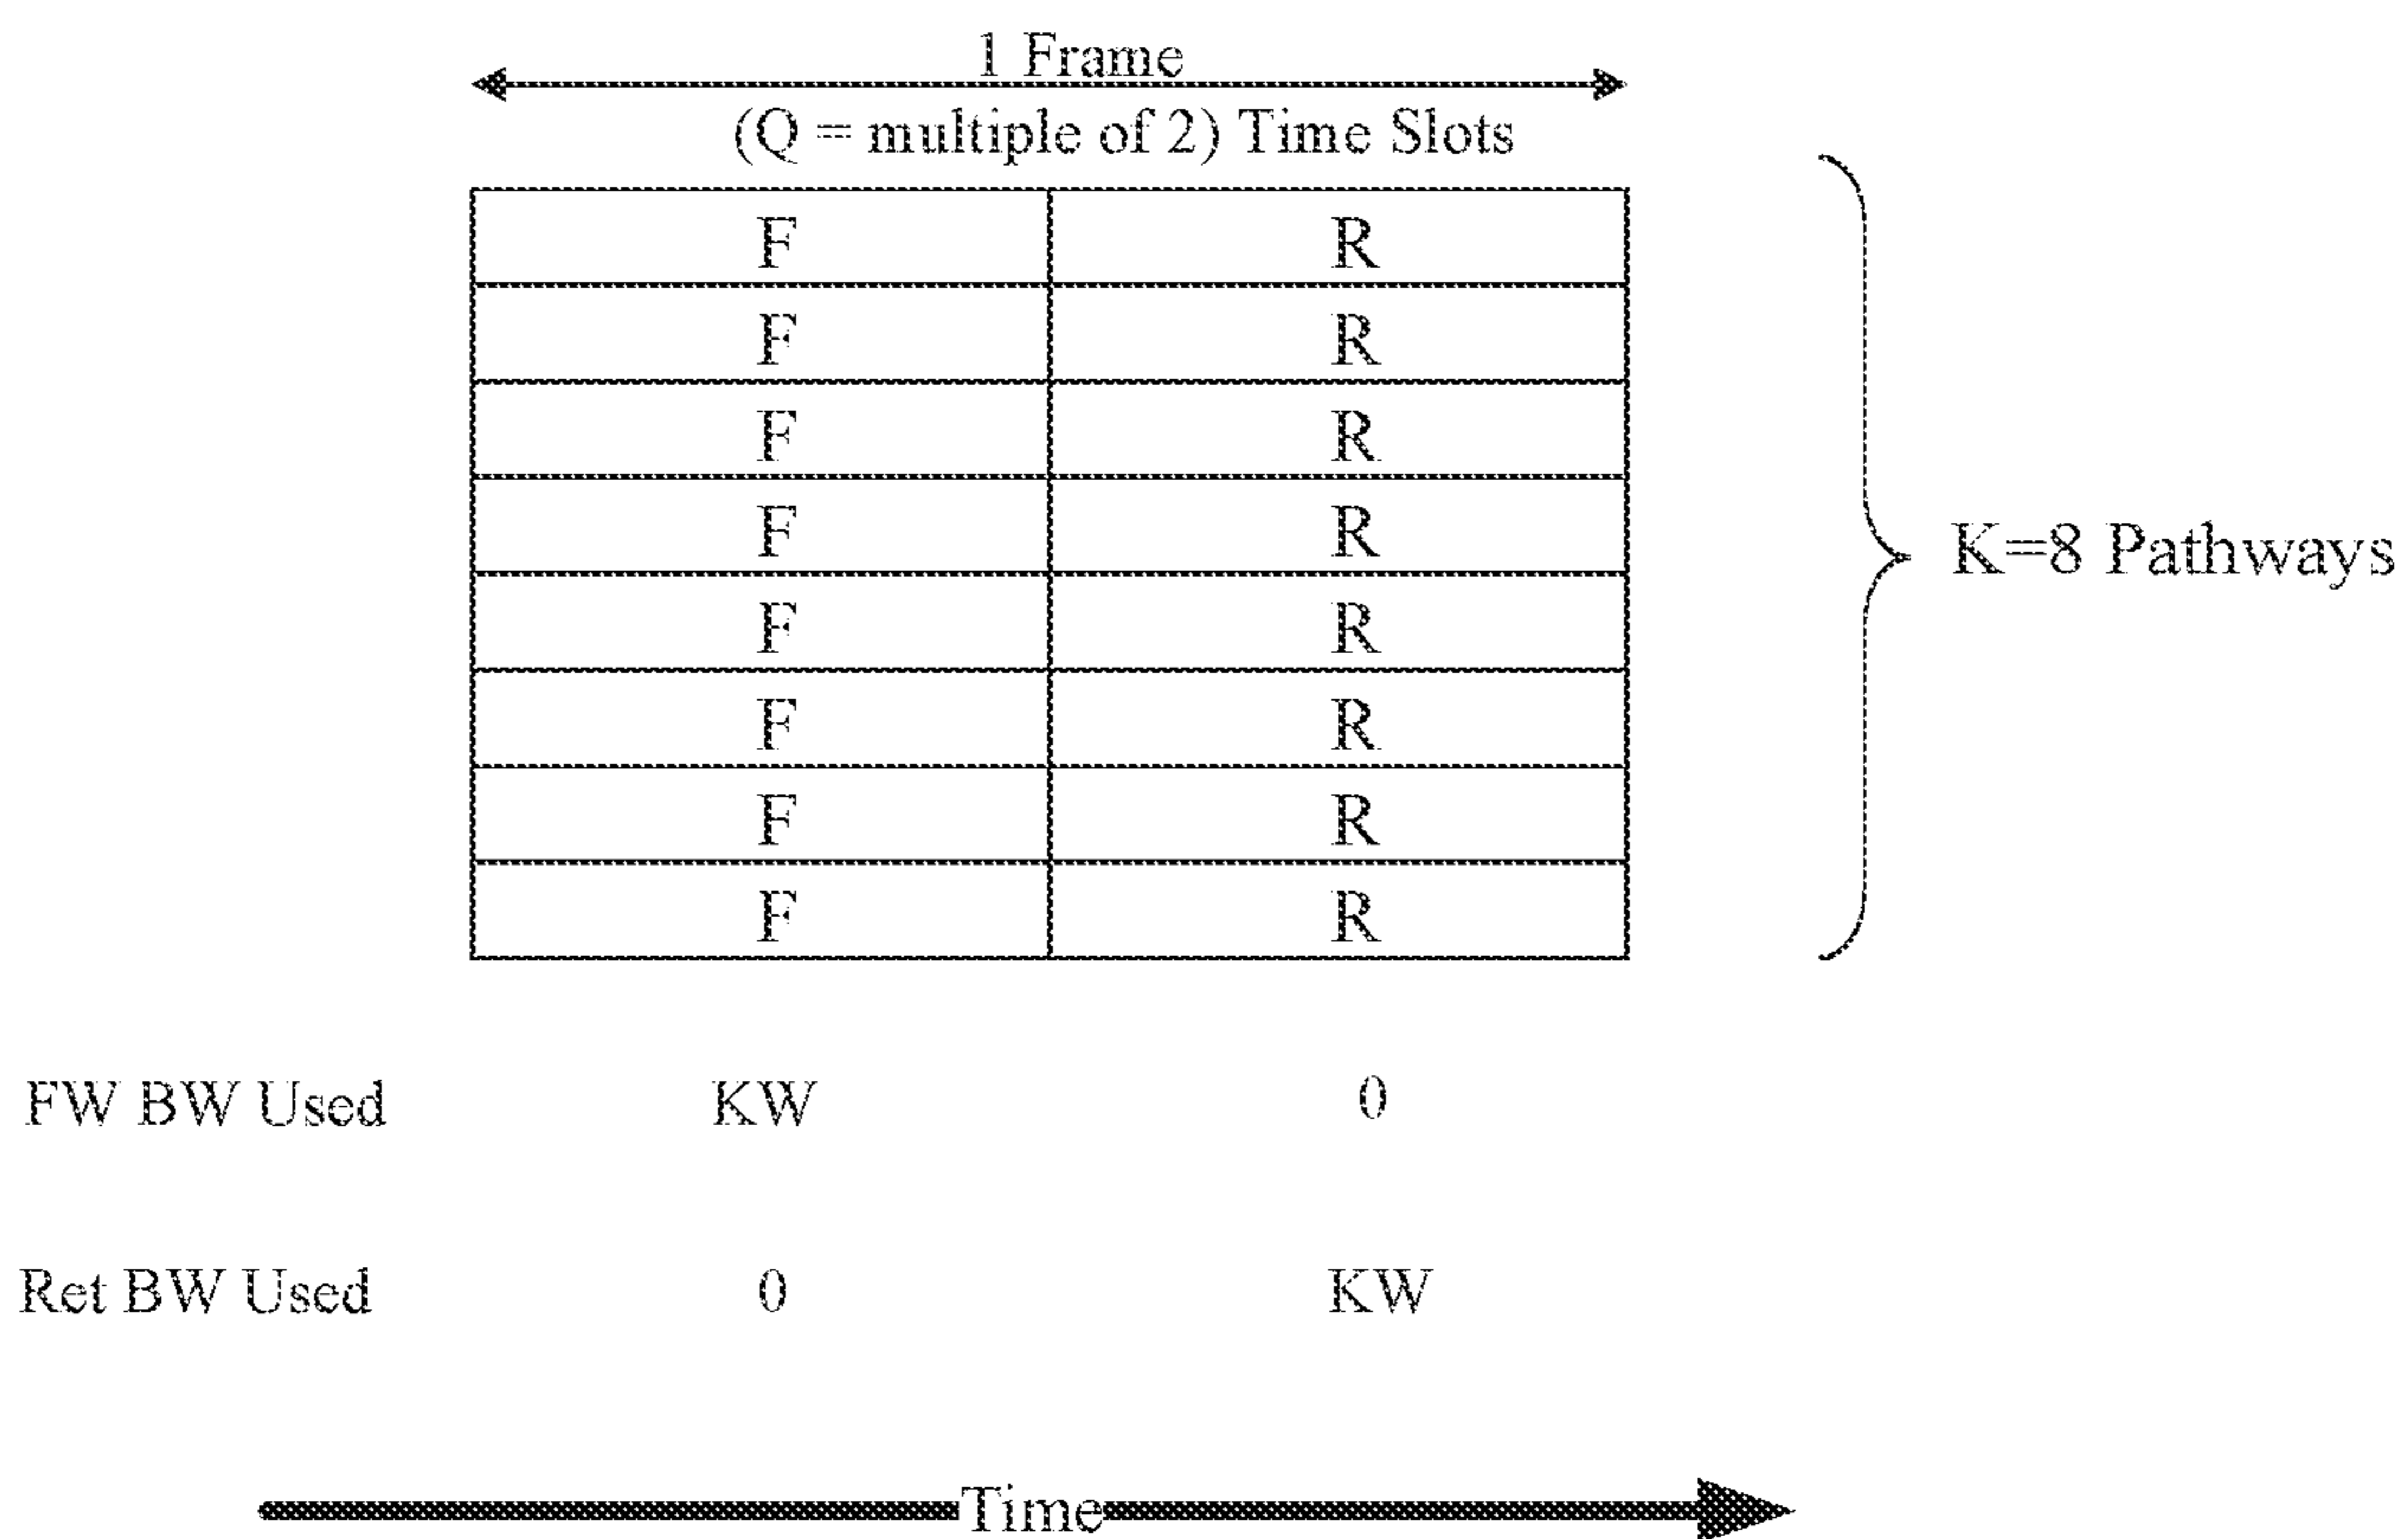 1 Frame
(Q = multiple of 2) Time Slots
F R
F R
F R
F R
F R
F R
F R
F R
K=8 Pathways
FW BW Used KW 0
Ret BW Used 0 KW
Time